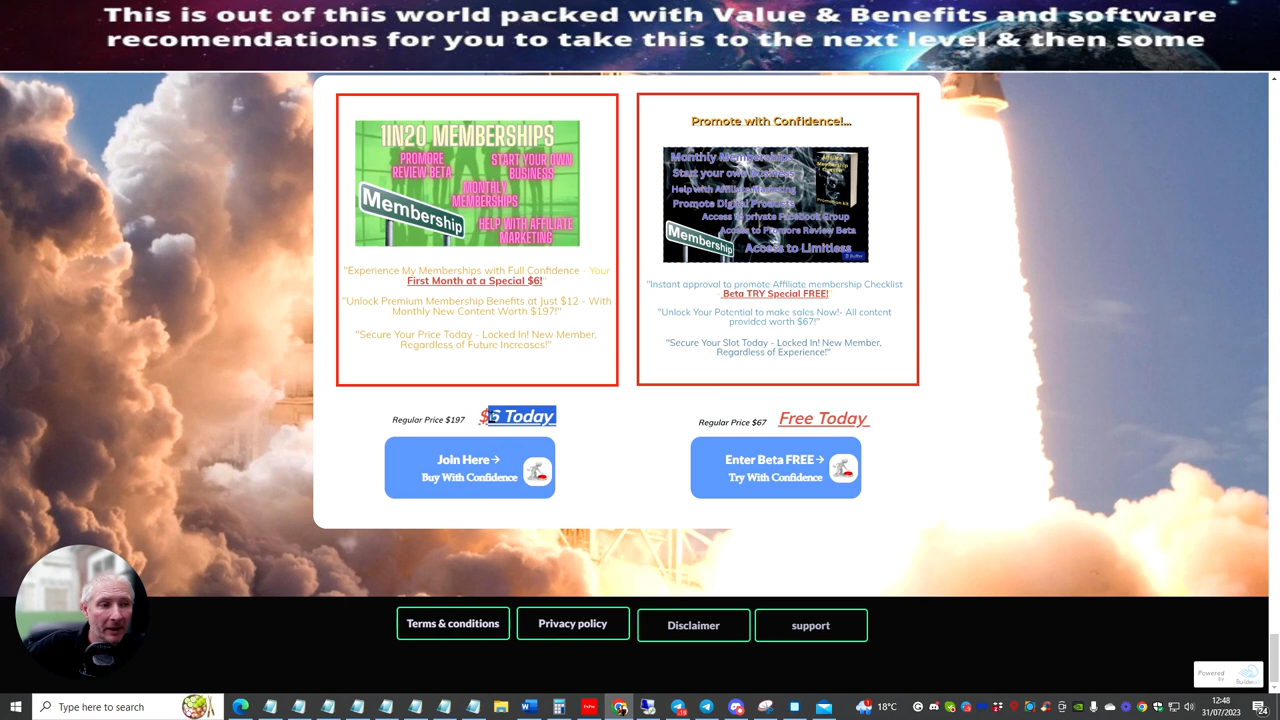 This is out of this world packed with Value & Benefits and software
recomendations for you to take this to the next level & then some
1IN20 MEMBERSHIPS
PROMORE
REVIEW BETA
START YOUR OWN
BUSINESS
MONTHLY
MEMBERSHIPS
Membership
HELP WITH AFFILIATE
MARKETING
"Experience My Memberships with Full Confidence - Your
First Month at a Special $6!"
"Unlock Premium Membership Benefits at Just $12 - With
Monthly New Content Worth $197!"
"Secure Your Price Today - Locked In! New Member,
Regardless of Future Increases!"
Regular Price $197
$6 Today
Join Here→
Buy With Confidence
Promote with Confidence!...
Monthly Memberships
Start your own Business
Help with Affiliate Marketing
Promote Digital Products
Access to private Facebook Group
Access to Promore Review Beta
Membership
Access to Limitless
"Instant approval to promote Affiliate membership Checklist
Beta TRY Special FREE!
"Unlock Your Potential to make sales Now!- All content
provided worth $67!"
"Secure Your Slot Today - Locked In! New Member,
Regardless of Experience!"
Regular Price $67
Free Today
Enter Beta FREE→
Try With Confidence
Terms & conditions
Privacy policy
Disclaimer
support
Powered
By
Type here to search
18°C
12:48
31/07/2023